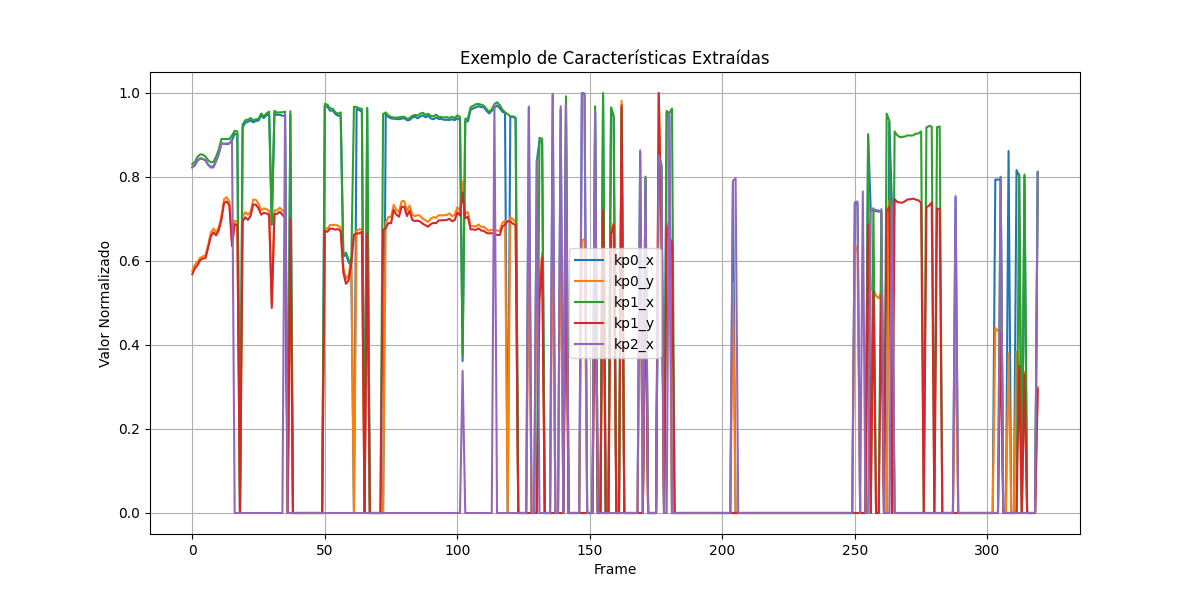 Exemplo de Características Extraídas
Valor Normalizado
1.0
0.8
0.6
0.4
0.2
0.0
kp0_x
kp0_y
kp1_x
kp1_y
kp2_x
0 50 100 150 200 250 300
Frame